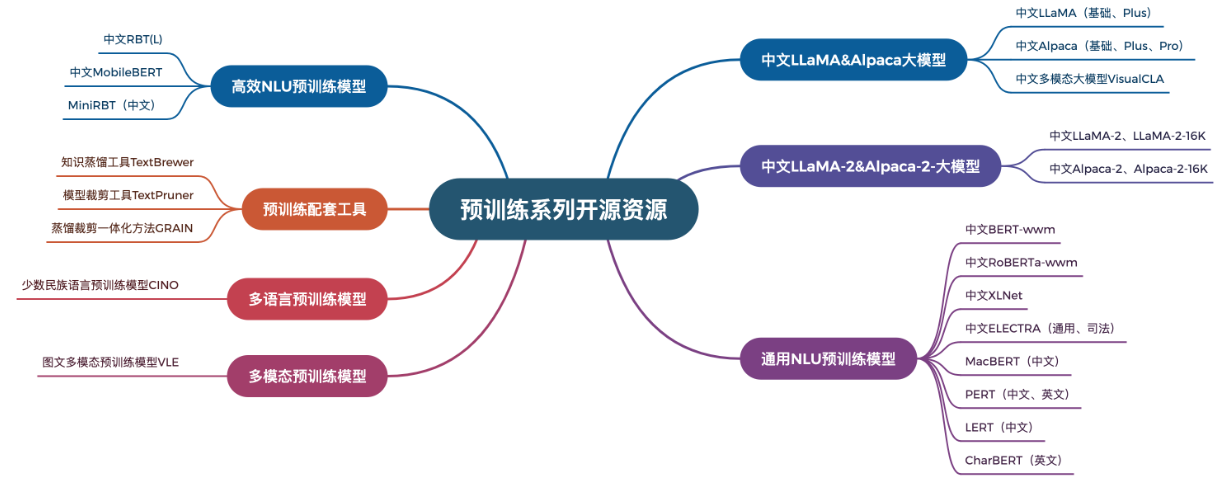 预训练系列开源资源
高效NLU预训练模型
中文RBT(L)
中文MobileBERT
MiniRBT（中文）
预训练配套工具
知识蒸馏工具TextBrewer
模型裁剪工具TextPruner
蒸馏裁剪一体化方法GRAIN
多语言预训练模型
少数民族语言预训练模型CINO
多模态预训练模型
图文多模态预训练模型VLE
中文LLaMA&Alpaca大模型
中文LLaMA（基础、Plus）
中文Alpaca（基础、Plus、Pro）
中文多模态大模型VisualCLA
中文LLaMA-2&Alpaca-2-大模型
中文LLaMA-2、LLaMA-2-16K
中文Alpaca-2、Alpaca-2-16K
通用NLU预训练模型
中文BERT-wwm
中文RoBERTa-wwm
中文XLNet
中文ELECTRA（通用、司法）
MacBERT（中文）
PERT（中文、英文）
LERT（中文）
CharBERT（英文）